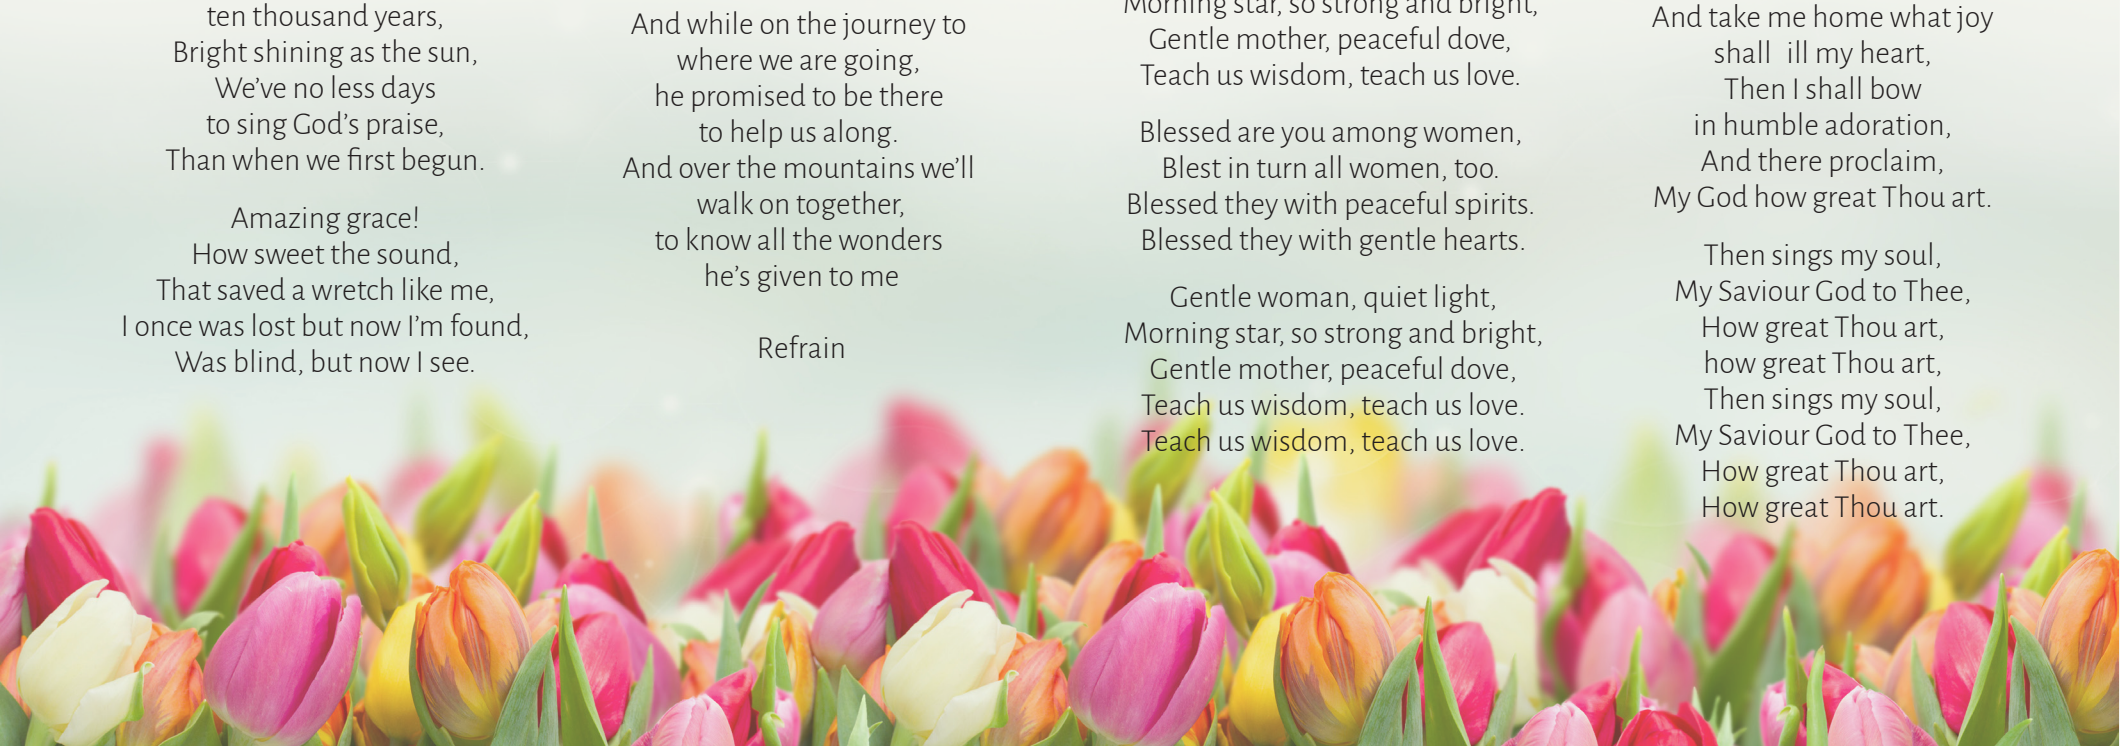 ten thousand years,
Bright shining as the sun,
We've no less days
to sing God's praise,
Than when we first begun.
Amazing grace!
How sweet the sound,
That saved a wretch like me,
I once was lost but now I'm found,
Was blind, but now I see.
And while on the journey to
where we are going,
he promised to be there
to help us along.
And over the mountains we'll
walk on together,
to know all the wonders
he's given to me
Refrain
Morning star, so strong and bright,
Gentle mother, peaceful dove,
Teach us wisdom, teach us love.
Blessed are you among women,
Blest in turn all women, too.
Blessed they with peaceful spirits.
Blessed they with gentle hearts.
Gentle woman, quiet light,
Morning star, so strong and bright,
Gentle mother, peaceful dove,
Teach us wisdom, teach us love.
Teach us wisdom, teach us love.
And take me home what joy
shall ill my heart,
Then I shall bow
in humble adoration,
And there proclaim,
My God how great Thou art.
Then sings my soul,
My Saviour God to Thee,
How great Thou art,
how great Thou art,
Then sings my soul,
My Saviour God to Thee,
How great Thou art,
How great Thou art.